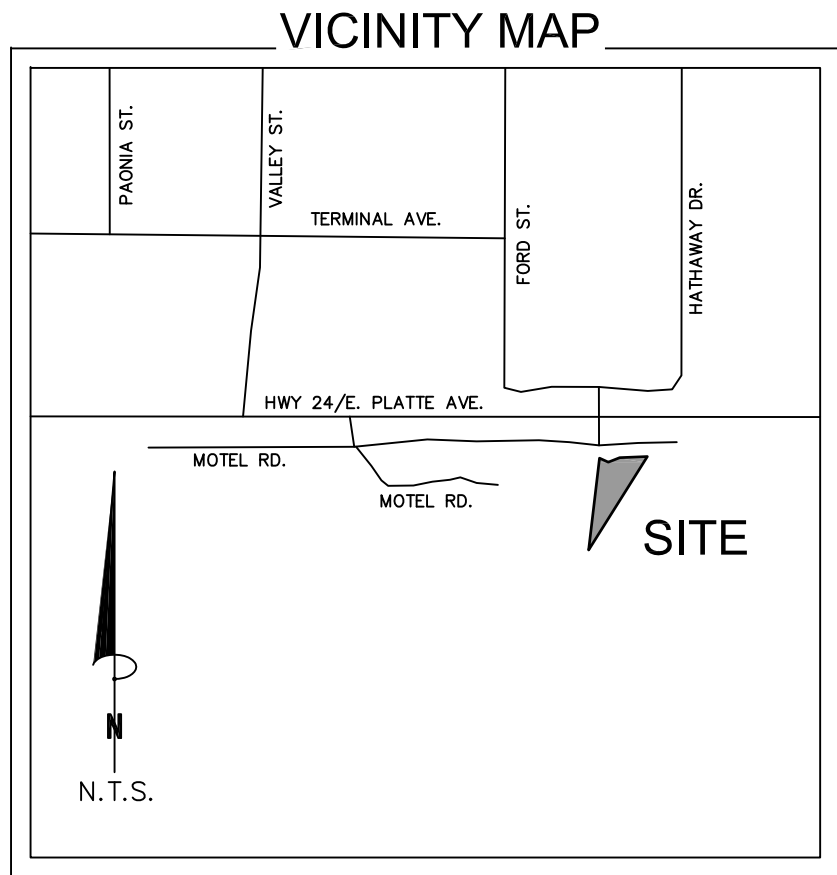 VICINITY MAP
PAONIA ST.
VALLEY ST.
TERMINAL AVE.
FORD ST.
HATHAWAY DR.
HWY 24/E. PLATTE AVE.
MOTEL RD.
MOTEL RD.
SITE
N
N.T.S.